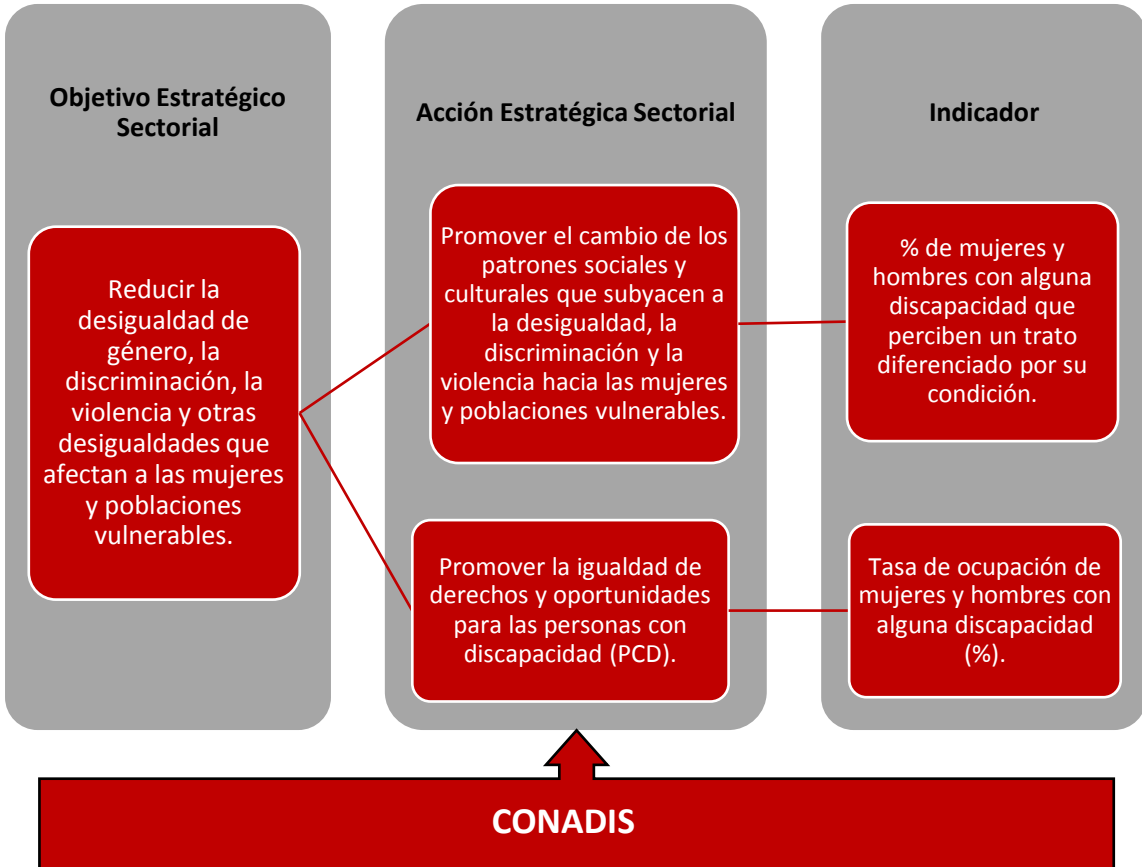 Objetivo Estratégico
Sectorial
Reducir la
desigualdad de
género, la
discriminación, la
violencia y otras
desigualdades que
afectan a las mujeres
y poblaciones
vulnerables.
Acción Estratégica Sectorial
Promover el cambio de los
patrones sociales y
culturales que subyacen a
la desigualdad, la
discriminación y la
violencia hacia las mujeres
y poblaciones vulnerables.
Promover la igualdad de
derechos y oportunidades
para las personas con
discapacidad (PCD).
Indicador
% de mujeres y
hombres con alguna
discapacidad que
perciben un trato
diferenciado por su
condición.
Tasa de ocupación de
mujeres y hombres con
alguna discapacidad
(%).
CONADIS